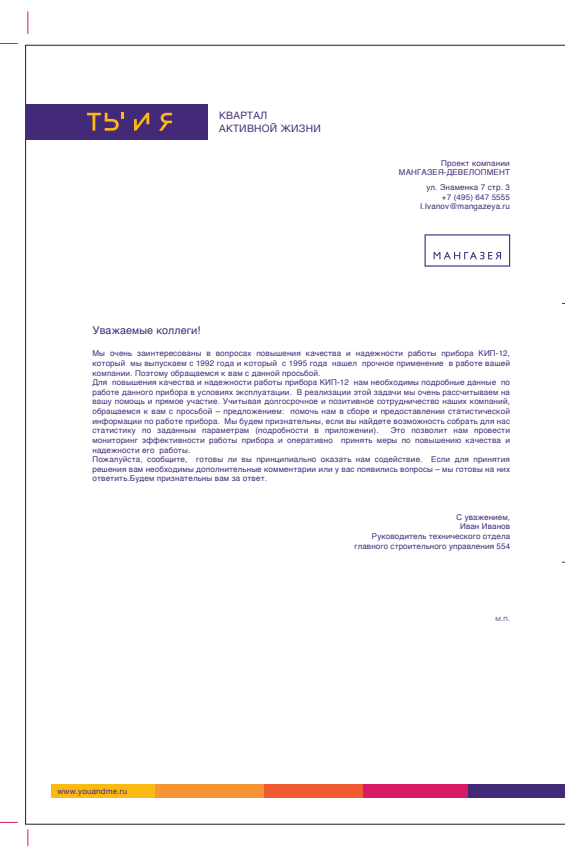 ТЫ'И Я
КВАРТАЛ
АКТИВНОЙ ЖИЗНИ
Проект компании
МАНГАЗЕЯ-ДЕВЕЛОПМЕНТ
ул. Знаменка 7 стр. 3
+7 (495) 647 5555
I.Ivanov@mangazeya.ru
МАНГАЗЕЯ
Уважаемые коллеги!
Мы очень заинтересованы в вопросах повышения качества и надежности работы прибора КИП-12,
который мы выпускаем с 1992 года и который с 1995 года нашел прочное применение в работе вашей
компании. Поэтому обращаемся к вам с данной просьбой.
Для повышения качества и надежности работы прибора КИП-12 нам необходимы подробные данные по
работе данного прибора в условиях эксплуатации. В реализации этой задачи мы очень рассчитываем на
вашу помощь и прямое участие. Учитывая долгосрочное и позитивное сотрудничество наших компаний,
обращаемся к вам с просьбой – предложением: помочь нам в сборе и предоставлении статистической
информации по работе прибора. Мы будем признательны, если вы найдете возможность собрать для нас
статистику по заданным параметрам (подробности в приложении). Это позволит нам провести
мониторинг эффективности работы прибора и оперативно принять меры по повышению качества и
надежности его работы.
Пожалуйста, сообщите, готовы ли вы принципиально оказать нам содействие. Если для принятия
решения вам необходимы дополнительные комментарии или у вас появились вопросы – мы готовы на них
ответить.Будем признательны вам за ответ.
С уважением,
Иван Иванов
Руководитель технического отдела
главного строительного управления 554
м.п.
www.youandme.ru